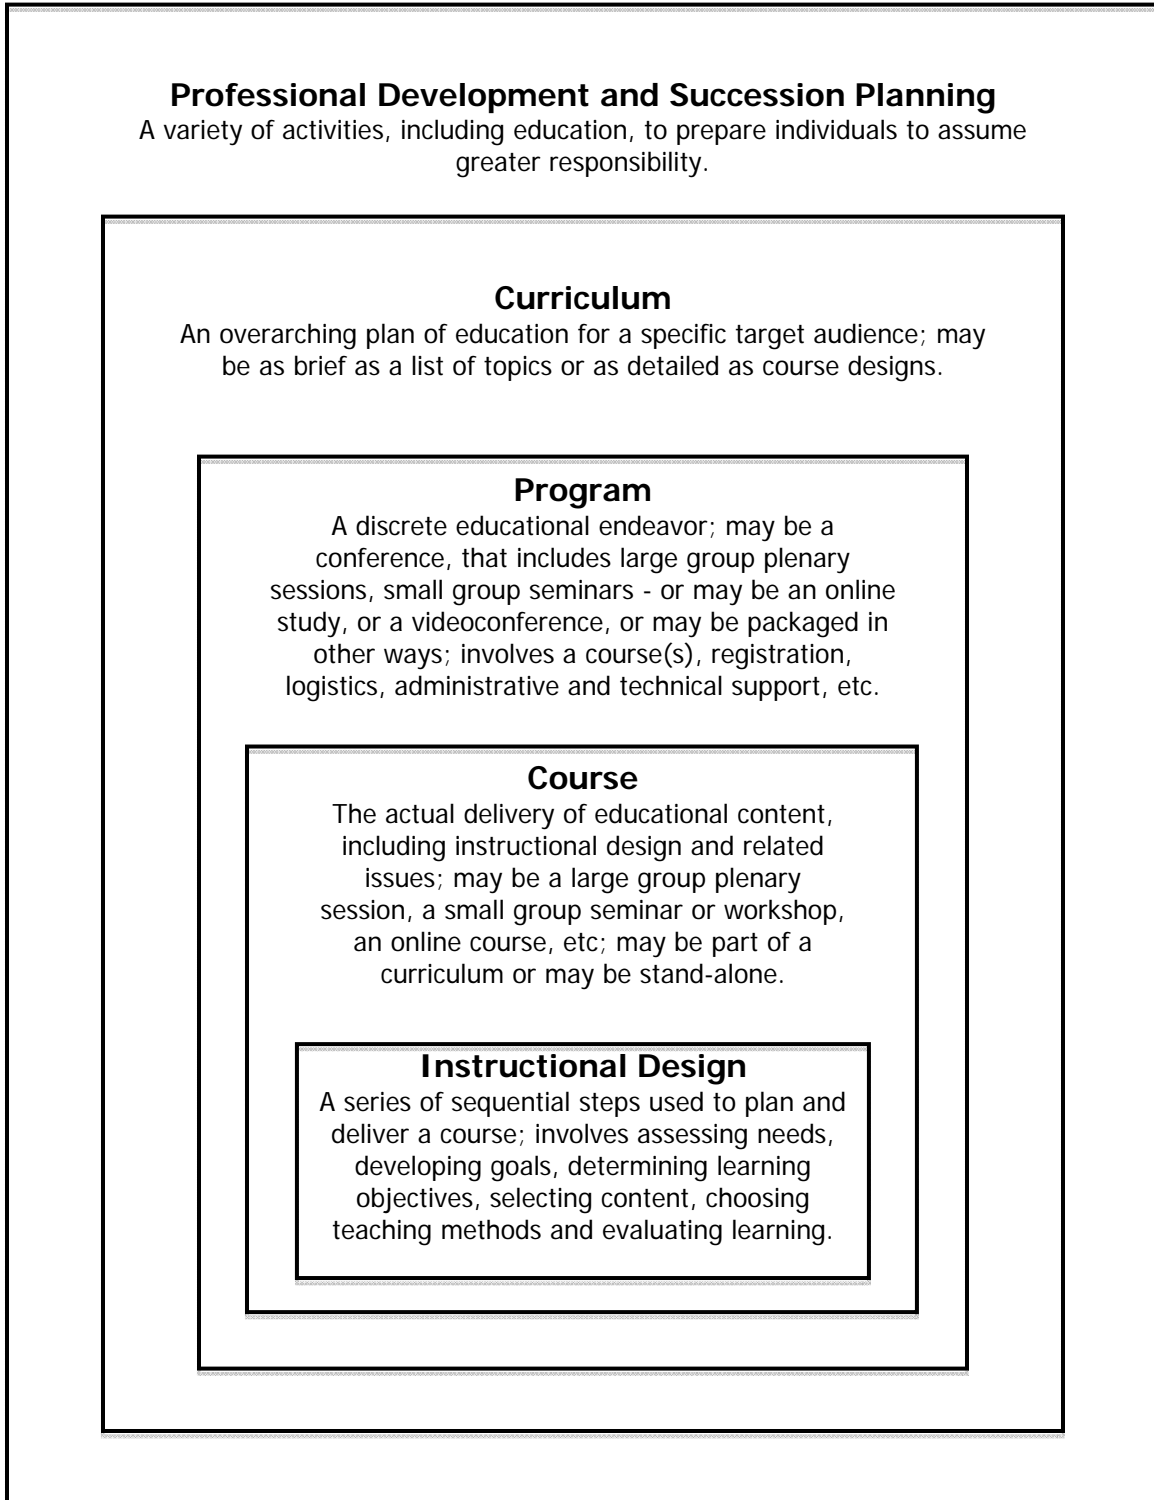 Professional Development and Succession Planning
A variety of activities, including education, to prepare individuals to assume
greater responsibility.
Curriculum
An overarching plan of education for a specific target audience; may
be as brief as a list of topics or as detailed as course designs.
Program
A discrete educational endeavor; may be a
conference, that includes large group plenary
sessions, small group seminars - or may be an online
study, or a videoconference, or may be packaged in
other ways; involves a course(s), registration,
logistics, administrative and technical support, etc.
Course
The actual delivery of educational content,
including instructional design and related
issues; may be a large group plenary
session, a small group seminar or workshop,
an online course, etc; may be part of a
curriculum or may be stand-alone.
Instructional Design
A series of sequential steps used to plan and
deliver a course; involves assessing needs,
developing goals, determining learning
objectives, selecting content, choosing
teaching methods and evaluating learning.